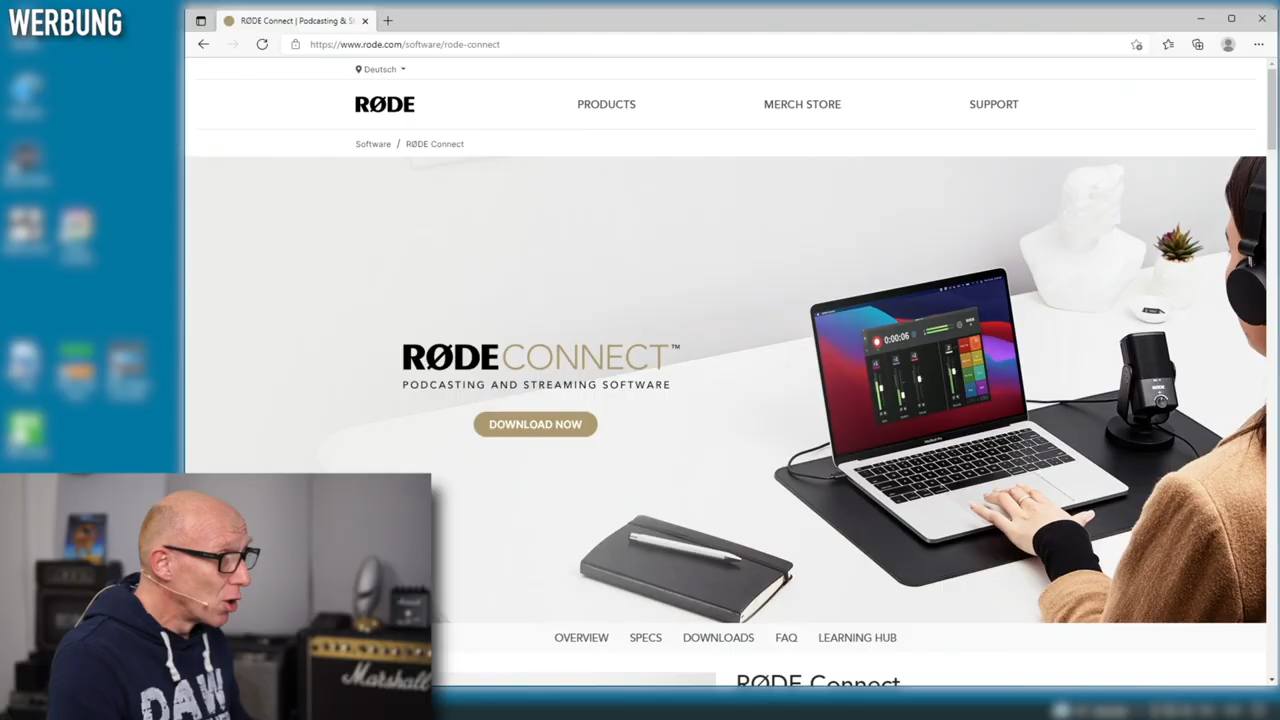 WERBUNG
RØDE Connect | Podcasting & St
https://www.rode.com/software/rode-connect
Deutsch
RØDE
PRODUCTS
MERCH STORE
SUPPORT
Software / RØDE Connect
0:00:06
RØDECONNECT™
PODCASTING AND STREAMING SOFTWARE
DOWNLOAD NOW
OVERVIEW
SPECS
DOWNLOADS
FAQ
LEARNING HUB
RØDE Connect
Marshall
DAW